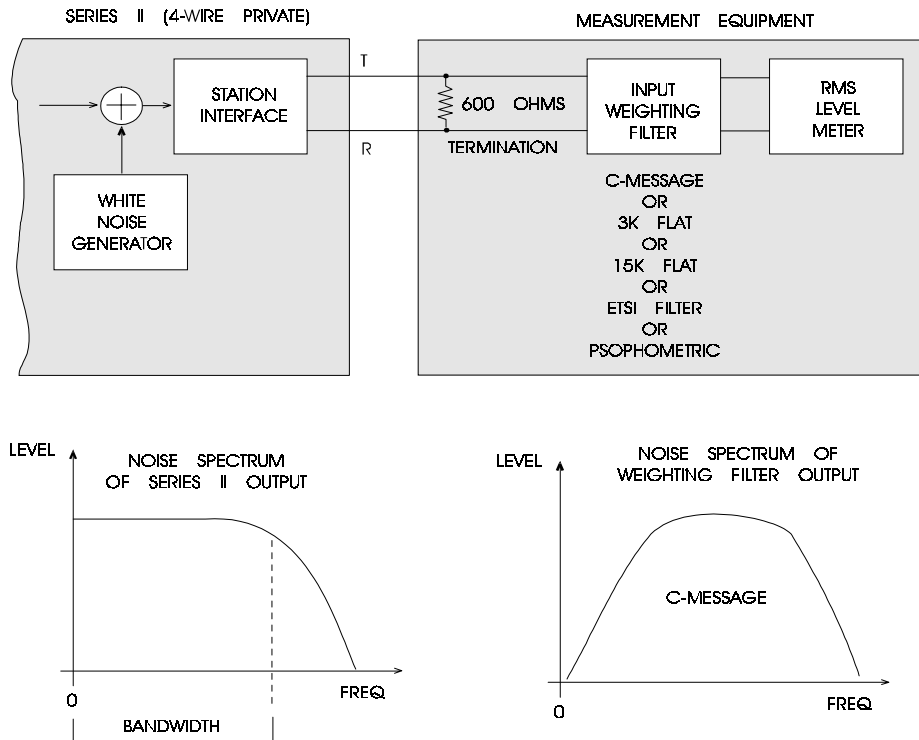 SERIES II (4-WIRE PRIVATE)
MEASUREMENT EQUIPMENT
T
R
STATION
INTERFACE
WHITE
NOISE
GENERATOR
600 OHMS
TERMINATION
INPUT
WEIGHTING
FILTER
RMS
LEVEL
METER
C-MESSAGE
OR
3K FLAT
OR
15K FLAT
OR
ETSI FILTER
OR
PSOPHOMETRIC
LEVEL
NOISE SPECTRUM
OF SERIES II OUTPUT
0
FREQ
BANDWIDTH
LEVEL
NOISE SPECTRUM OF
WEIGHTING FILTER OUTPUT
C-MESSAGE
0
FREQ